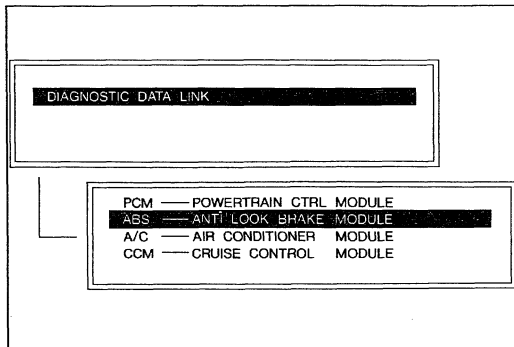 DIAGNOSTIC DATA LINK
PCM — POWERTRAIN CTRL MODULE
ABS — ANTI LOOK BRAKE MODULE
A/C — AIR CONDITIONER MODULE
CCM — CRUISE CONTROL MODULE